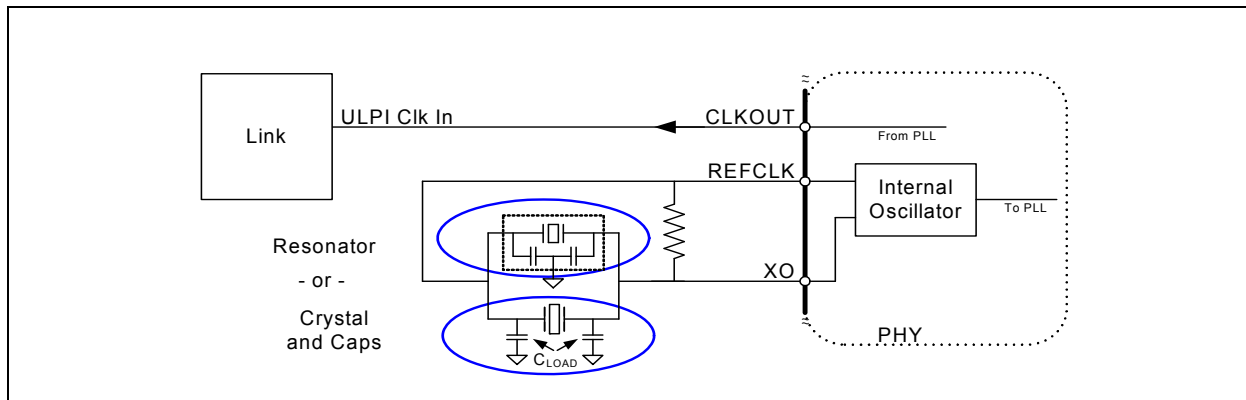 Link
ULPI Clk In
CLKOUT
From PLL
REFCLK
Internal
Oscillator
To PLL
Resonator
- or -
Crystal
and Caps
XO
CLOAD
PHY